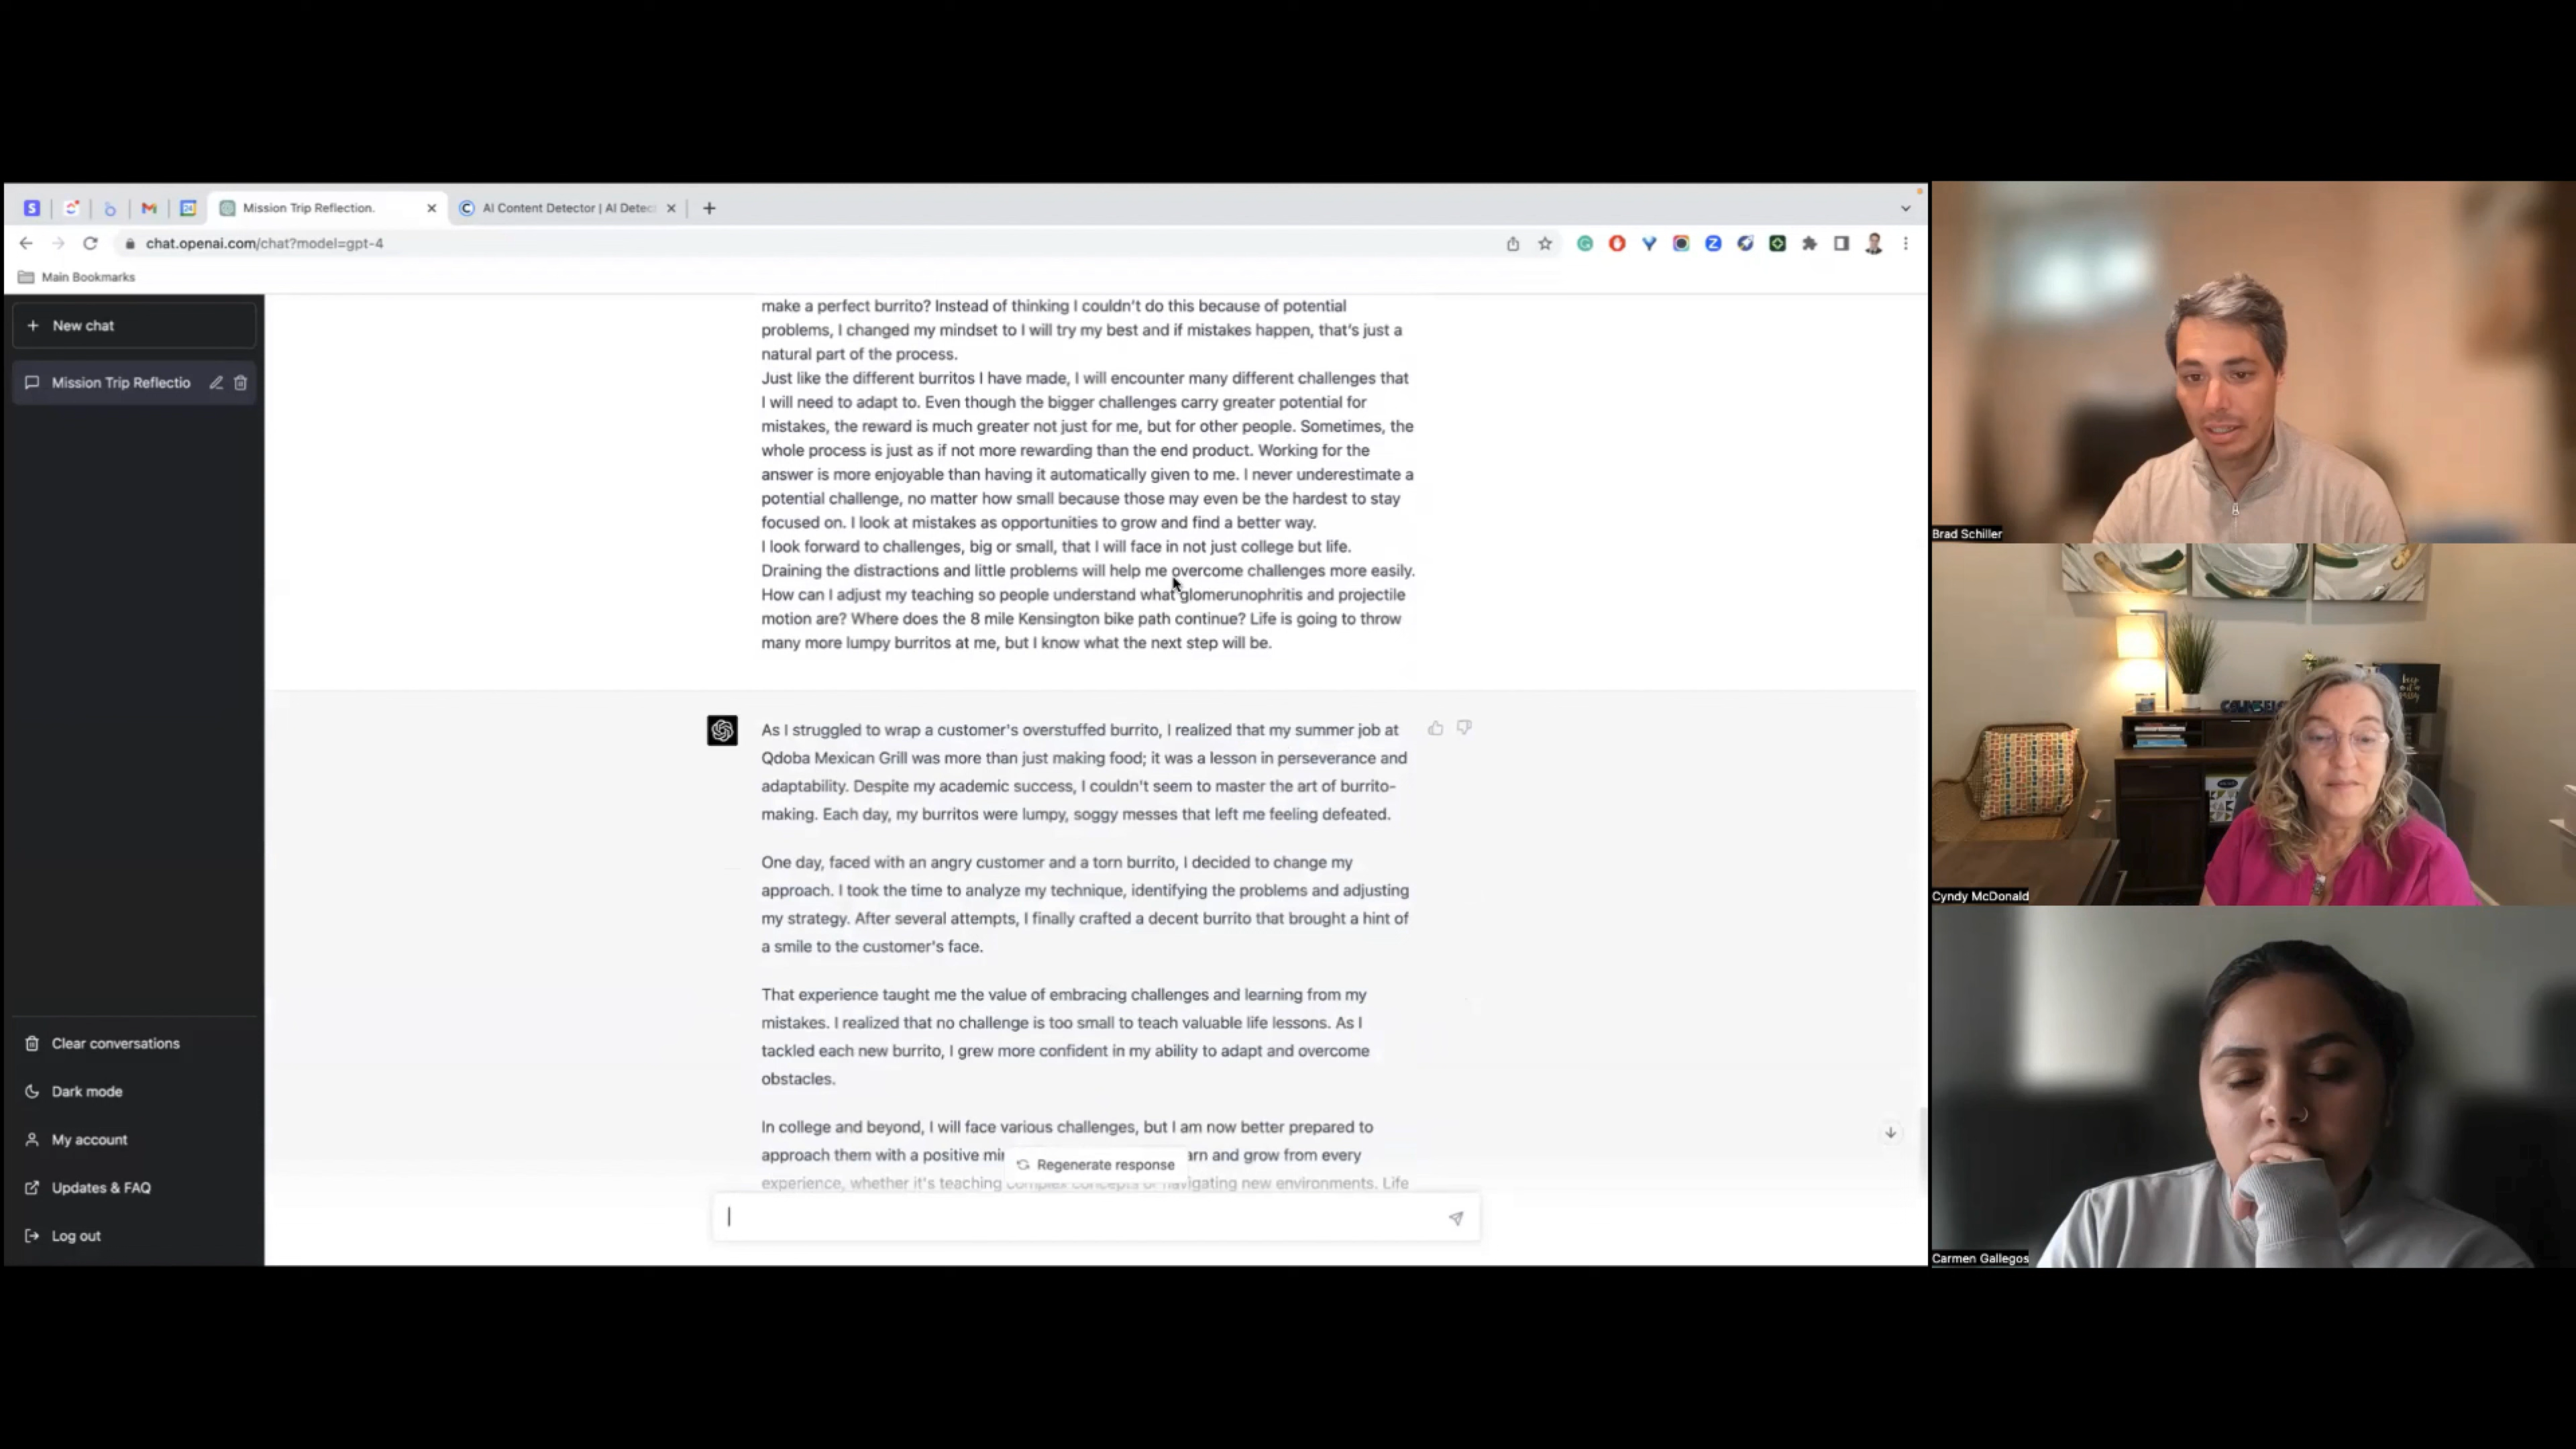 Mission Trip Reflection.
AI Content Detector | AI Detec
chat.openai.com/chat?model=gpt-4
Main Bookmarks
New chat
Mission Trip Reflectio
make a perfect burrito? Instead of thinking I couldn't do this because of potential
problems, I changed my mindset to I will try my best and if mistakes happen, that's just a
natural part of the process.
Just like the different burritos I have made, I will encounter many different challenges that
I will need to adapt to. Even though the bigger challenges carry greater potential for
mistakes, the reward is much greater not just for me, but for other people. Sometimes, the
whole process is just as if not more rewarding than the end product. Working for the
answer is more enjoyable than having it automatically given to me. I never underestimate a
potential challenge, no matter how small because those may even be the hardest to stay
focused on. I look at mistakes as opportunities to grow and find a better way.
I look forward to challenges, big or small, that I will face in not just college but life.
Draining the distractions and little problems will help me overcome challenges more easily.
How can I adjust my teaching so people understand what glomerunophritis and projectile
motion are? Where does the 8 mile Kensington bike path continue? Life is going to throw
many more lumpy burritos at me, but I know what the next step will be.
As I struggled to wrap a customer's overstuffed burrito, I realized that my summer job at
Qdoba Mexican Grill was more than just making food; it was a lesson in perseverance and
adaptability. Despite my academic success, I couldn't seem to master the art of burrito-
making. Each day, my burritos were lumpy, soggy messes that left me feeling defeated.
One day, faced with an angry customer and a torn burrito, I decided to change my
approach. I took the time to analyze my technique, identifying the problems and adjusting
my strategy. After several attempts, I finally crafted a decent burrito that brought a hint of
a smile to the customer's face.
That experience taught me the value of embracing challenges and learning from my
mistakes. I realized that no challenge is too small to teach valuable life lessons. As I
tackled each new burrito, I grew more confident in my ability to adapt and overcome
obstacles.
In college and beyond, I will face various challenges, but I am now better prepared to
approach them with a positive min arn and grow from every
experience, whether it's teaching complex concepts or navigating new environments. Life
Regenerate response
Clear conversations
Dark mode
My account
Updates & FAQ
Log out
Brad Schiller
Cyndy McDonald
Carmen Gallegos